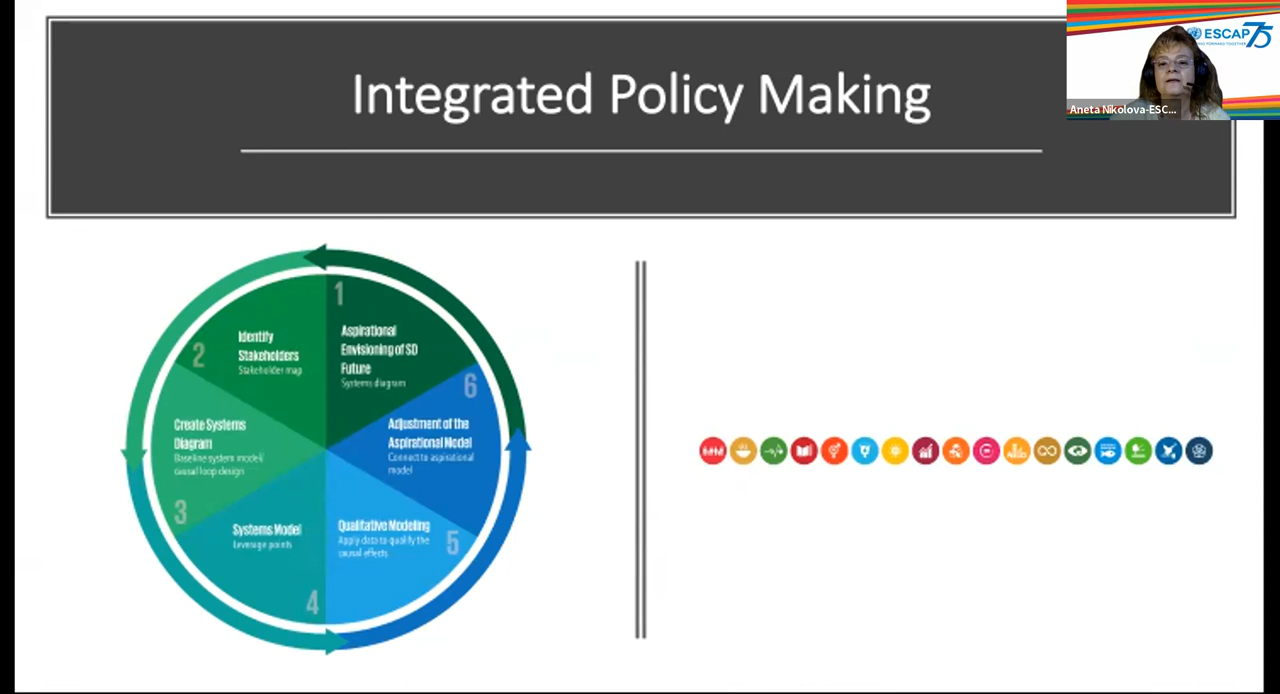 Integrated Policy Making
ESCAP 75
Aneta Nikolova-ESC...
1
Aspirational
Envisioning of SD
Future
Systems diagram
2
Identify
Stakeholders
Stakeholder map
Create Systems
Diagram
Baseline system model/
causal loop design
3
Systems Model
Leverage points
4
Qualitative Modeling
Apply data to qualify the
causal effects
5
6
Adjustment of the
Aspirational Model
Connect to aspirational
model